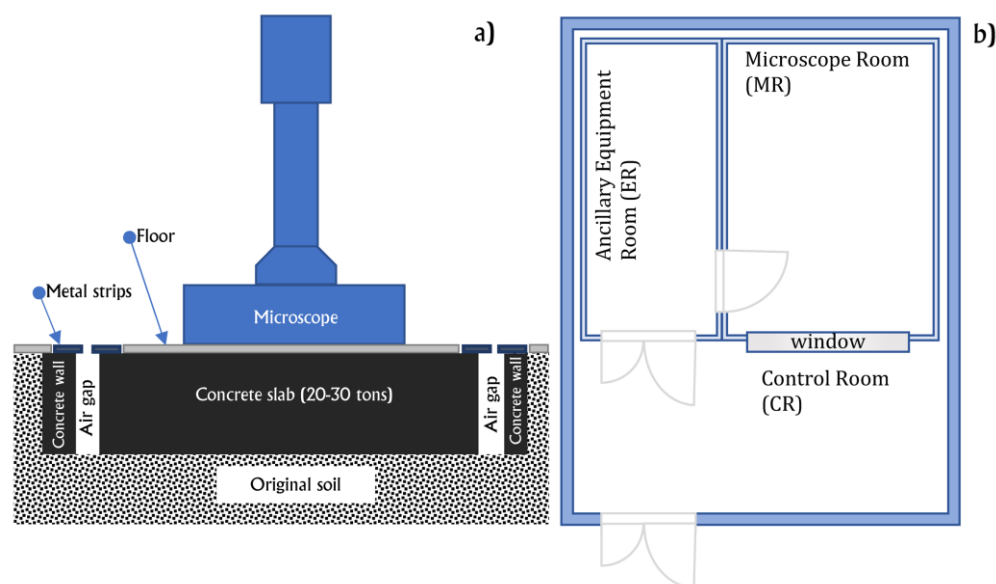 a)
Floor
Metal strips
Microscope
Concrete wall
Air gap
Concrete slab (20-30 tons)
Air gap
Concrete wall
Original soil
b)
Ancillary Equipment
Room (ER)
Microscope Room
(MR)
window
Control Room
(CR)